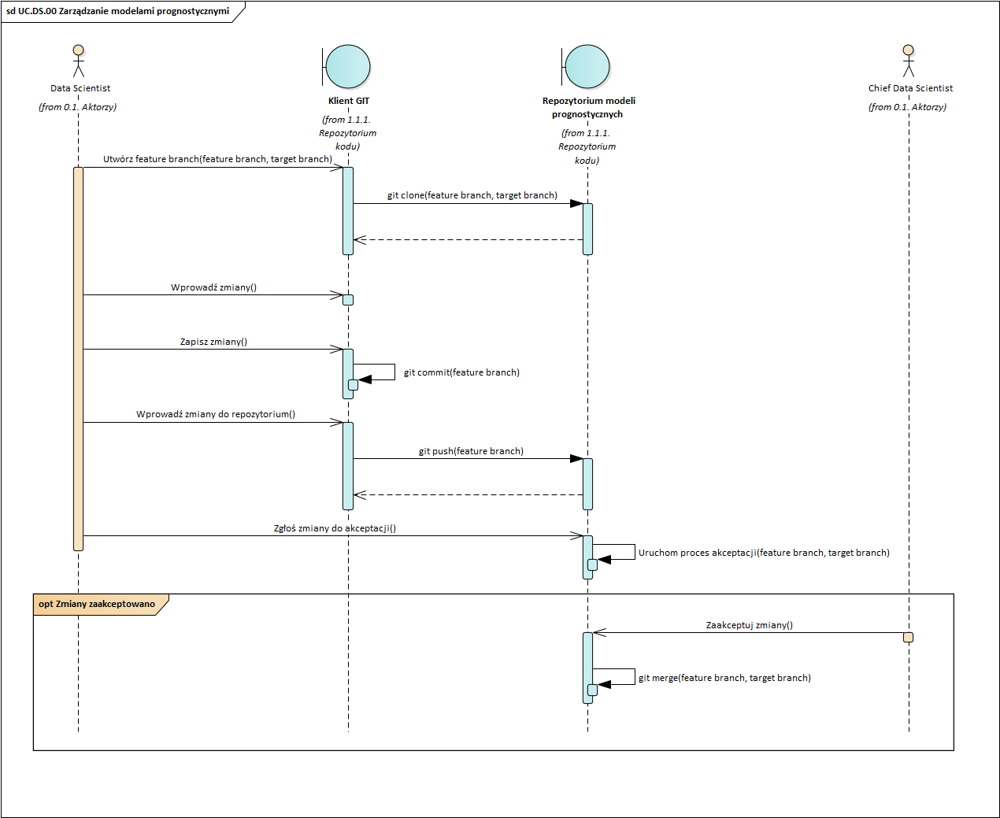 sd UC.DS.00 Zarządzanie modelami prognostycznymi
Data Scientist
(from 0.1. Aktorzy)
Klient GIT
(from 1.1.1.
Repozytorium
kodu)
Repozytorium modeli
prognostycznych
(from 1.1.1.
Repozytorium
kodu)
Chief Data Scientist
(from 0.1. Aktorzy)
Utwórz feature branch(feature branch, target branch)
git clone(feature branch, target branch)
Wprowadź zmiany()
Zapisz zmiany()
git commit(feature branch)
Wprowadź zmiany do repozytorium()
git push(feature branch)
Zgłoś zmiany do akceptacji()
Uruchom proces akceptacji(feature branch, target branch)
opt Zmiany zaakceptowano
Zaakceptuj zmiany()
git merge(feature branch, target branch)